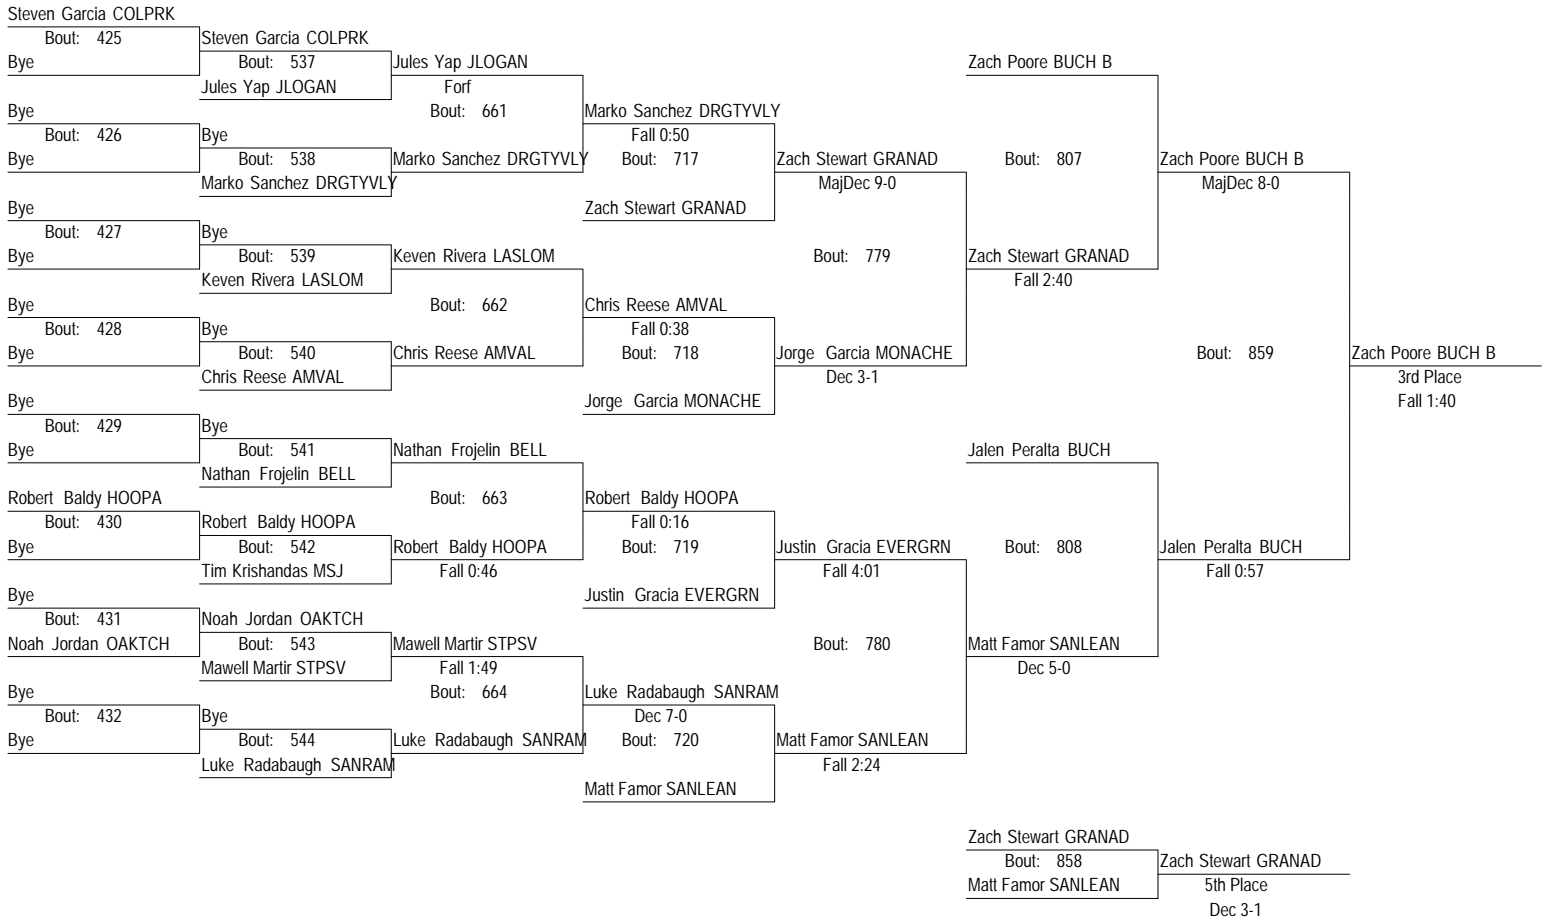 Steven Garcia COLPRK
Bout: 425
Bye
Bye
Bout: 426
Bye
Bye
Bout: 427
Bye
Bye
Bout: 428
Bye
Bye
Bout: 429
Bye
Robert Baldy HOOPA
Bout: 430
Bye
Bye
Bout: 431
Noah Jordan OAKTCH
Bye
Bout: 432
Bye
Steven Garcia COLPRK
Bout: 537
Jules Yap JLOGAN
Bye
Bout: 538
Marko Sanchez DRGTYVLY
Bye
Bout: 539
Keven Rivera LASLOM
Bye
Bout: 540
Chris Reese AMVAL
Bye
Bout: 541
Nathan Frojelin BELL
Robert Baldy HOOPA
Bout: 542
Tim Krishandas MSJ
Noah Jordan OAKTCH
Bout: 543
Mawell Martir STPSV
Bye
Bout: 544
Luke Radabaugh SANRAM
Jules Yap JLOGAN
Forf
Bout: 661
Marko Sanchez DRGTYVLY
Keven Rivera LASLOM
Bout: 662
Chris Reese AMVAL
Nathan Frojelin BELL
Bout: 663
Robert Baldy HOOPA
Fall 0:46
Mawell Martir STPSV
Fall 1:49
Bout: 664
Luke Radabaugh SANRAM
Marko Sanchez DRGTYVLY
Fall 0:50
Bout: 717
Zach Stewart GRANAD
Chris Reese AMVAL
Fall 0:38
Bout: 718
Jorge Garcia MONACHE
Robert Baldy HOOPA
Fall 0:16
Bout: 719
Justin Gracia EVERGRN
Luke Radabaugh SANRAM
Dec 7-0
Bout: 720
Matt Famor SANLEAN
Zach Stewart GRANAD
MajDec 9-0
Bout: 779
Jorge Garcia MONACHE
Dec 3-1
Justin Gracia EVERGRN
Fall 4:01
Bout: 780
Matt Famor SANLEAN
Fall 2:24
Zach Poore BUCH B
Bout: 807
Zach Stewart GRANAD
Fall 2:40
Jalen Peralta BUCH
Bout: 808
Matt Famor SANLEAN
Dec 5-0
Zach Poore BUCH B
MajDec 8-0
Bout: 859
Jalen Peralta BUCH
Fall 0:57
Zach Poore BUCH B
3rd Place
Fall 1:40
Zach Stewart GRANAD
Bout: 858
Matt Famor SANLEAN
Zach Stewart GRANAD
5th Place
Dec 3-1